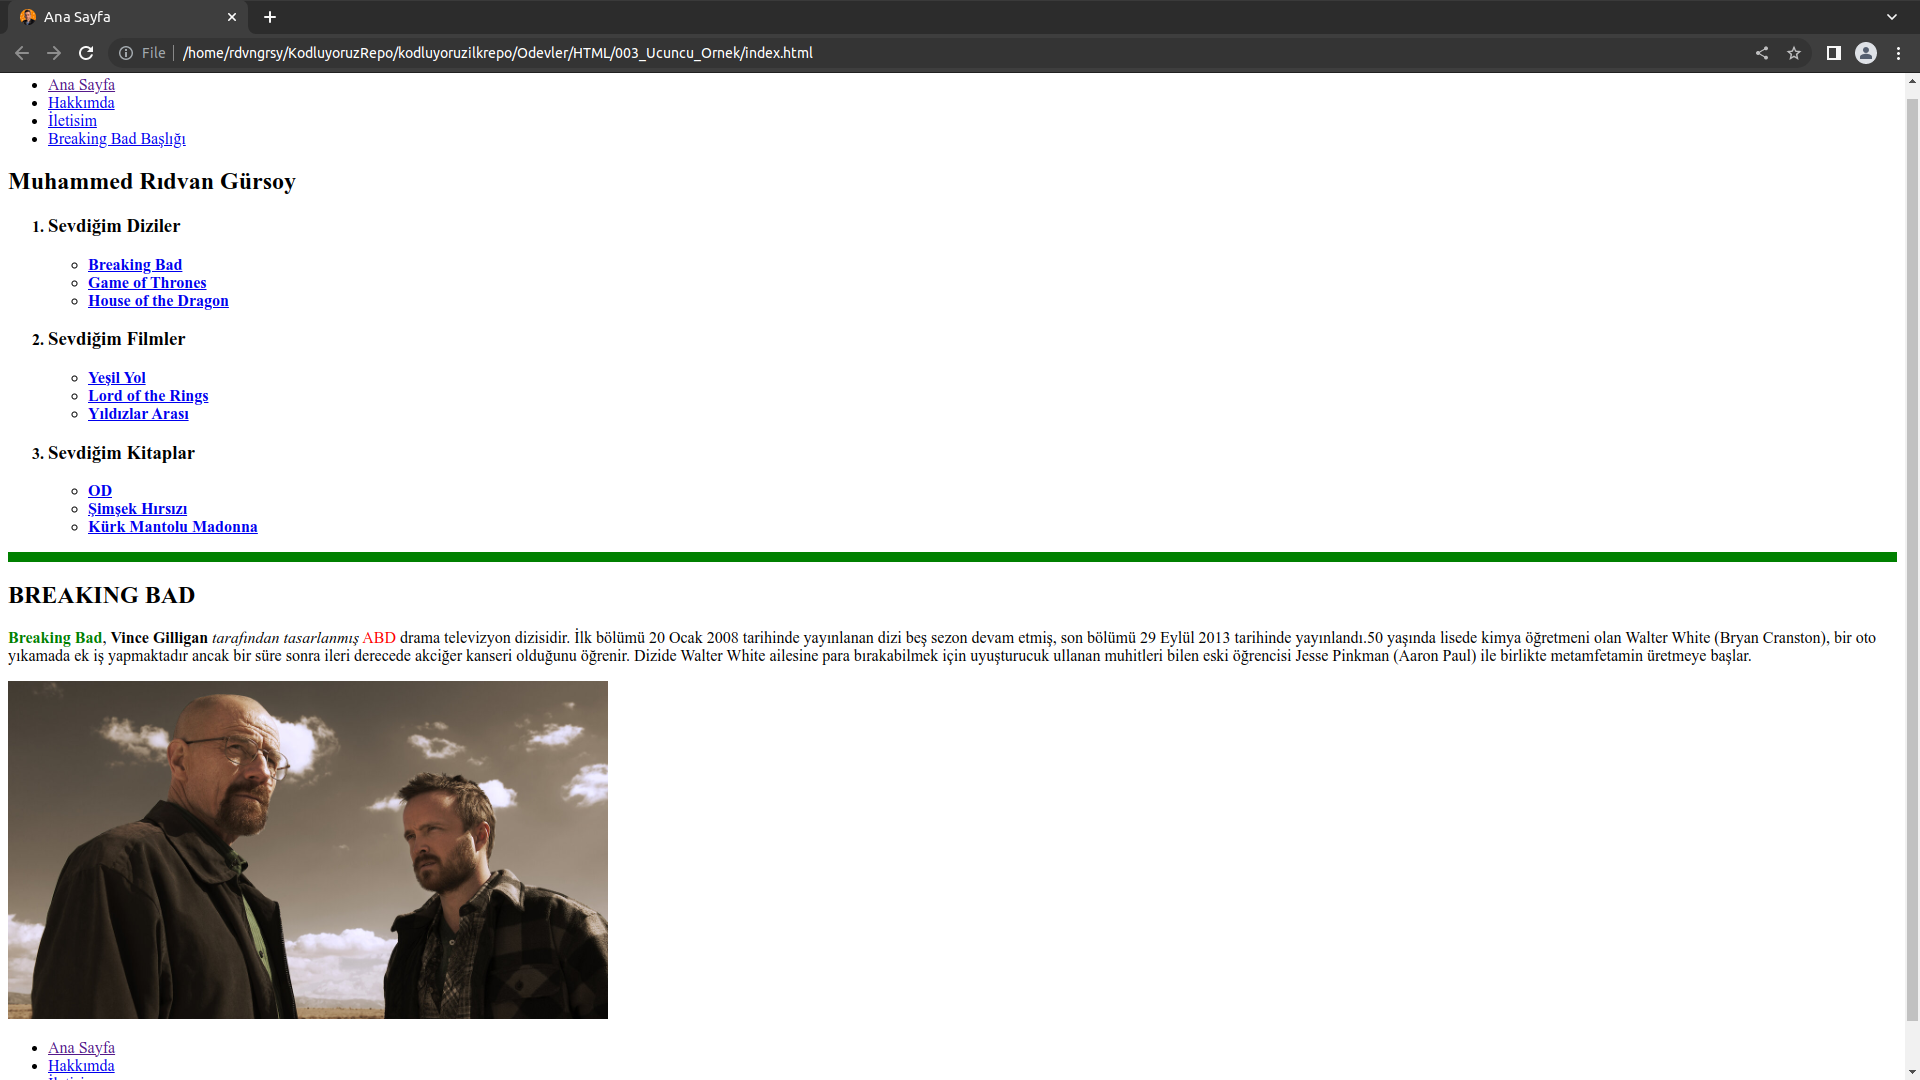 Ana Sayfa
File
/home/rdvngrsy/KodluyoruzRepo/kodluyoruzilkrepo/Odevler/HTML/003_Ucuncu_Ornek/index.html
Ana Sayfa
Hakkımda
İletisim
Breaking Bad Başlığı
Muhammed Rıdvan Gürsoy
1. Sevdiğim Diziler
Breaking Bad
Game of Thrones
House of the Dragon
2. Sevdiğim Filmler
Yeşil Yol
Lord of the Rings
Yıldızlar Arası
3. Sevdiğim Kitaplar
OD
Şimşek Hırsızı
Kürk Mantolu Madonna
BREAKING BAD
Breaking Bad, Vince Gilligan tarafından tasarlanmış ABD drama televizyon dizisidir. İlk bölümü 20 Ocak 2008 tarihinde yayınlanan dizi beş sezon devam etmiş, son bölümü 29 Eylül 2013 tarihinde yayınlandı.50 yaşında lisede kimya öğretmeni olan Walter White (Bryan Cranston), bir oto
yıkamada ek iş yapmaktadır ancak bir süre sonra ileri derecede akciğer kanseri olduğunu öğrenir. Dizide Walter White ailesine para bırakabilmek için uyuşturucuk ullanan muhitleri bilen eski öğrencisi Jesse Pinkman (Aaron Paul) ile birlikte metamfetamin üretmeye başlar.
Ana Sayfa
Hakkımda